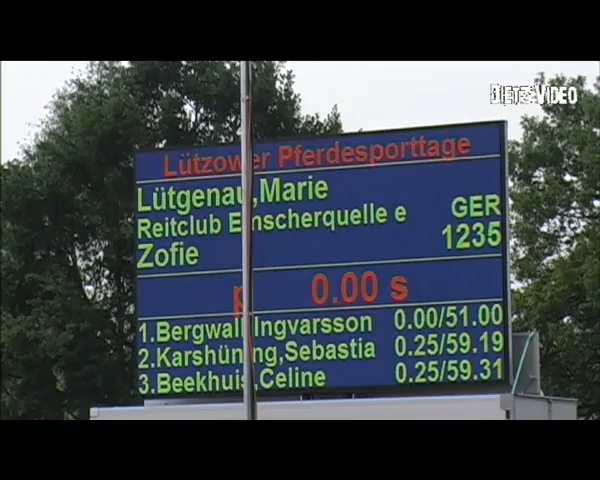 DIETZ.VIDEO
Lützower Pferdesporttage
Lütgenau,Marie
Reitclub Emscherquelle e GER
Zofie 1235
p 0.00 s
1.Bergwall Ingvarsson 0.00/51.00
2.Karshüning,Sebastia 0.25/59.19
3.Beekhuis,Celine 0.25/59.31